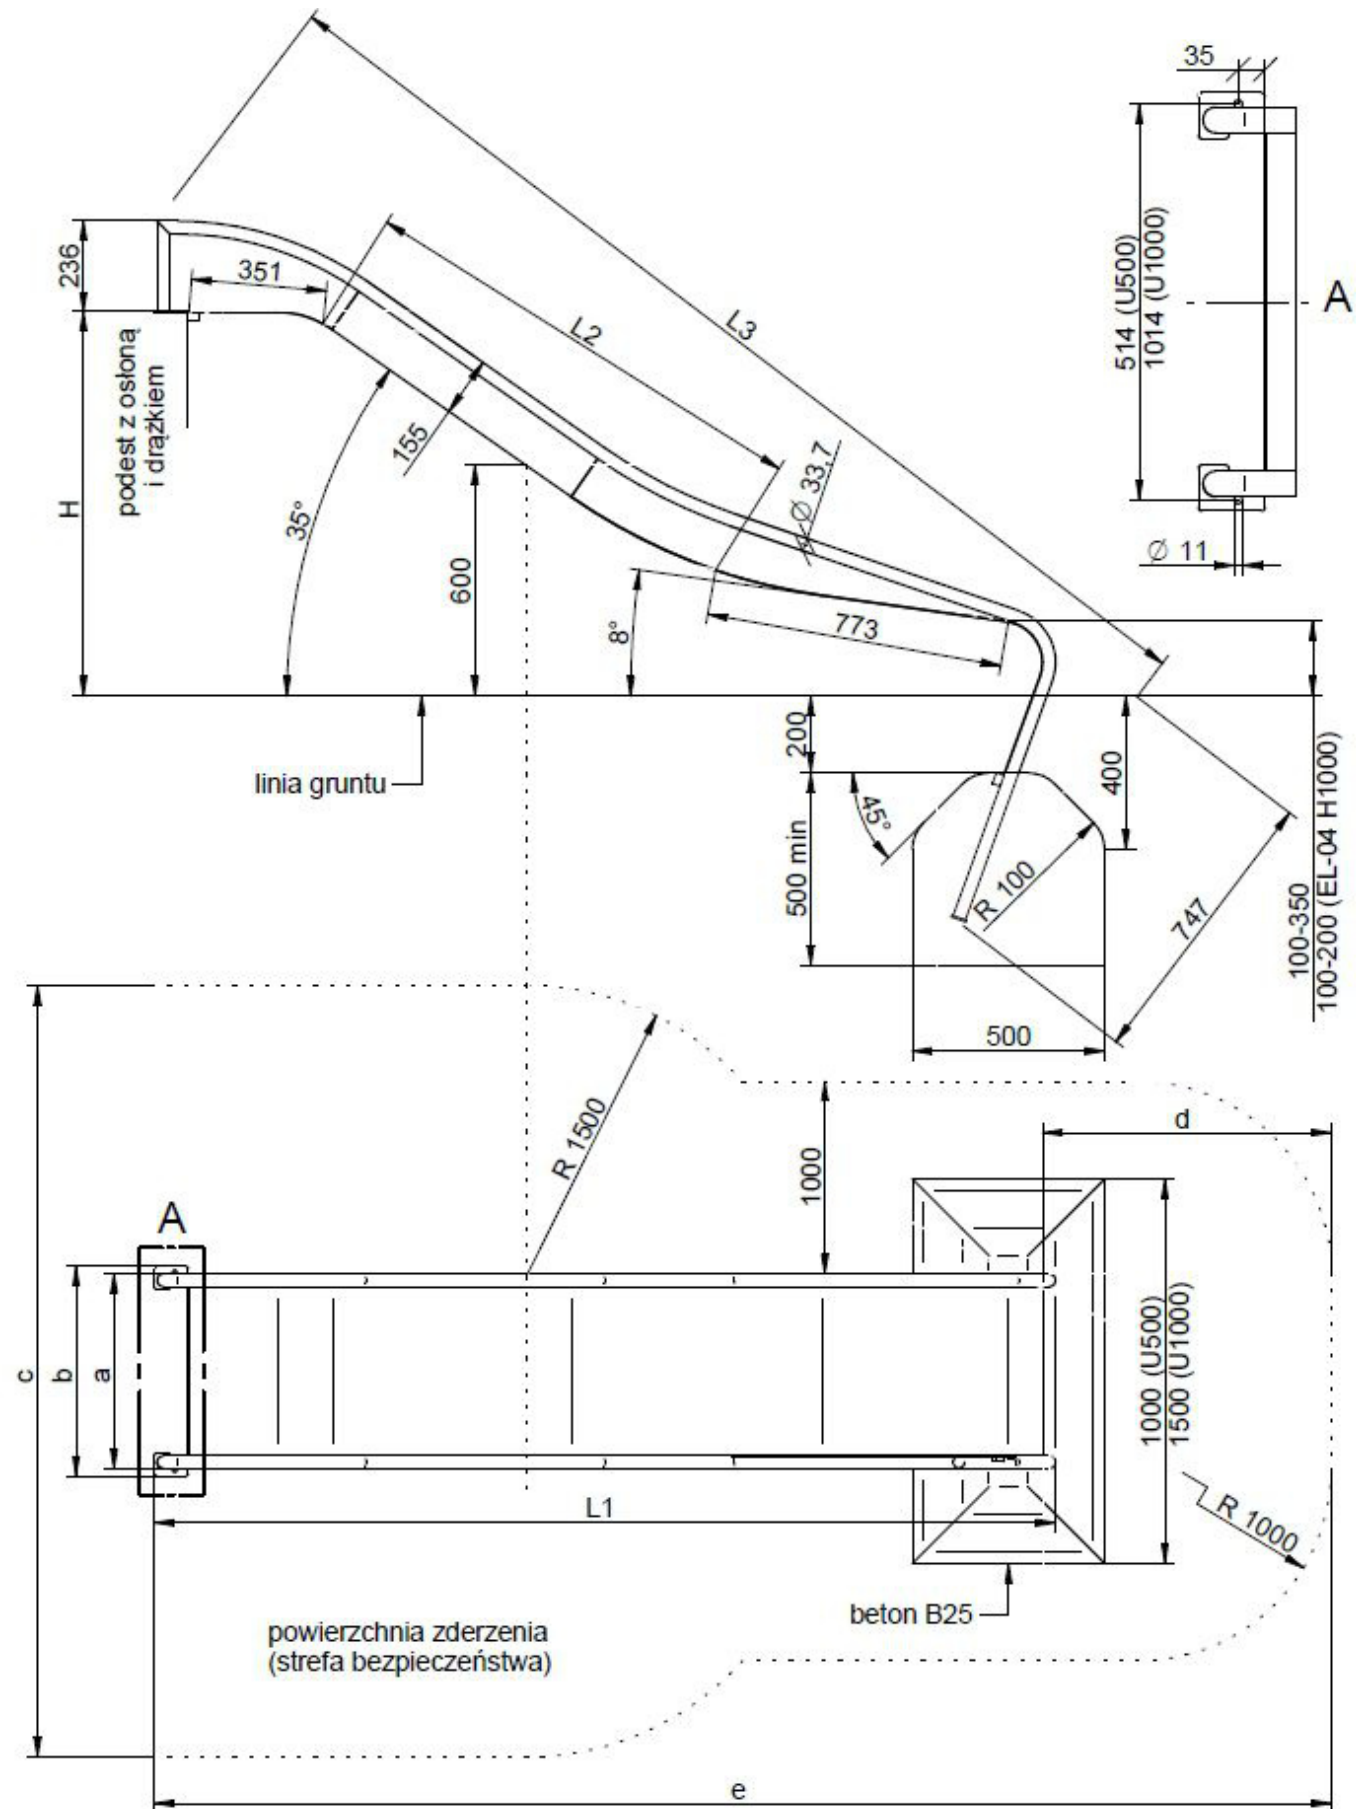 35
514 (U500)
1014 (U1000)
A
Ø 11
236
351
L2
L3
podest z osłoną
i drążkiem
H
155
35°
600
Ø 33,7
8°
773
linia gruntu
200
400
45°
500 min
R 100
747
100-350
100-200 (EL-04 H1000)
500
R 1500
1000
d
A
c
b
a
1000 (U500)
1500 (U1000)
L1
R 1000
beton B25
powierzchnia zderzenia
(strefa bezpieczeństwa)
e